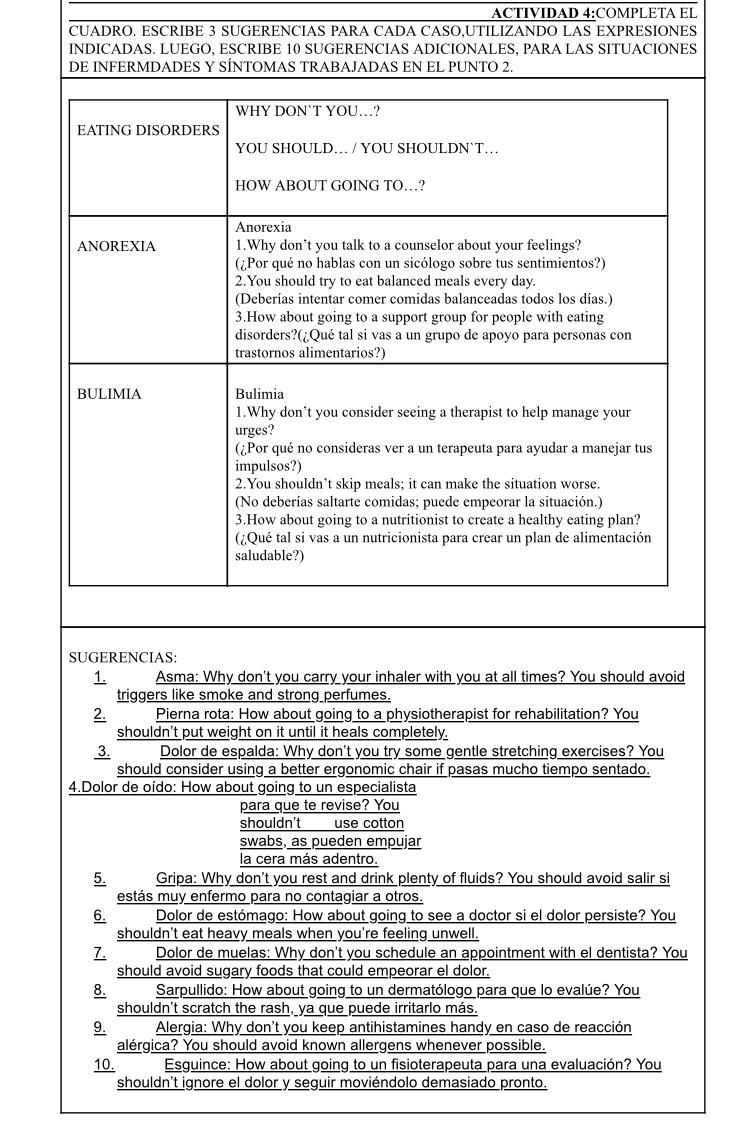 ACTIVIDAD 4:COMPLETA EL
CUADRO. ESCRIBE 3 SUGERENCIAS PARA CADA CASO,UTILIZANDO LAS EXPRESIONES
INDICADAS. LUEGO, ESCRIBE 10 SUGERENCIAS ADICIONALES, PARA LAS SITUACIONES
DE INFERMDADES Y SÍNTOMAS TRABAJADAS EN EL PUNTO 2.
EATING DISORDERS
WHY DON`T YOU…?
YOU SHOULD… / YOU SHOULDN`T…
HOW ABOUT GOING TO…?
ANOREXIA
Anorexia
1.Why don’t you talk to a counselor about your feelings?
(¿Por qué no hablas con un sicólogo sobre tus sentimientos?)
2.You should try to eat balanced meals every day.
(Deberías intentar comer comidas balanceadas todos los días.)
3.How about going to a support group for people with eating
disorders?(¿Qué tal si vas a un grupo de apoyo para personas con
trastornos alimentarios?)
BULIMIA
Bulimia
1.Why don’t you consider seeing a therapist to help manage your
urges?
(¿Por qué no consideras ver a un terapeuta para ayudar a manejar tus
impulsos?)
2.You shouldn’t skip meals; it can make the situation worse.
(No deberías saltarte comidas; puede empeorar la situación.)
3.How about going to a nutritionist to create a healthy eating plan?
(¿Qué tal si vas a un nutricionista para crear un plan de alimentación
saludable?)
SUGERENCIAS:
1. Asma: Why don’t you carry your inhaler with you at all times? You should avoid
triggers like smoke and strong perfumes.
2. Pierna rota: How about going to a physiotherapist for rehabilitation? You
shouldn’t put weight on it until it heals completely.
3. Dolor de espalda: Why don’t you try some gentle stretching exercises? You
should consider using a better ergonomic chair if pasas mucho tiempo sentado.
4.Dolor de oído: How about going to un especialista
para que te revise? You
shouldn’t use cotton
swabs, as pueden empujar
la cera más adentro.
5. Gripa: Why don’t you rest and drink plenty of fluids? You should avoid salir si
estás muy enfermo para no contagiar a otros.
6. Dolor de estómago: How about going to see a doctor si el dolor persiste? You
shouldn’t eat heavy meals when you’re feeling unwell.
7. Dolor de muelas: Why don’t you schedule an appointment with el dentista? You
should avoid sugary foods that could empeorar el dolor.
8. Sarpullido: How about going to un dermatólogo para que lo evalúe? You
shouldn’t scratch the rash, ya que puede irritarlo más.
9. Alergia: Why don’t you keep antihistamines handy en caso de reacción
alérgica? You should avoid known allergens whenever possible.
10. Esguince: How about going to un fisioterapeuta para una evaluación? You
shouldn’t ignore el dolor y seguir moviéndolo demasiado pronto.